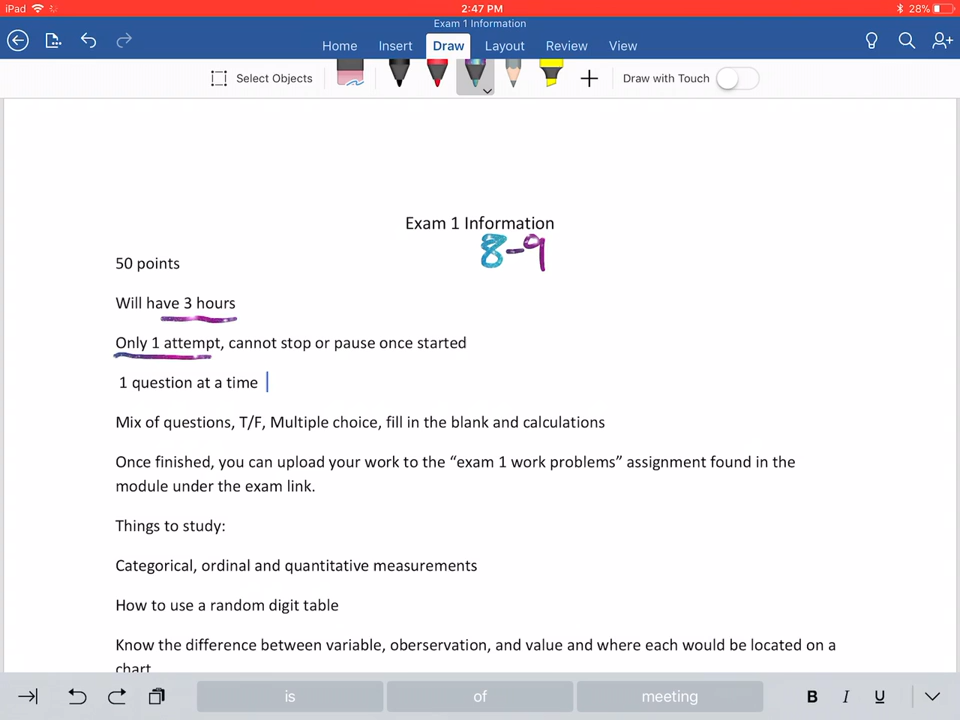 iPad 2:47 PM 28%
Exam 1 Information
Home Insert Draw Layout Review View
Select Objects Draw with Touch
Exam 1 Information
8-9
50 points
Will have 3 hours
Only 1 attempt, cannot stop or pause once started
1 question at a time
Mix of questions, T/F, Multiple choice, fill in the blank and calculations
Once finished, you can upload your work to the “exam 1 work problems” assignment found in the
module under the exam link.
Things to study:
Categorical, ordinal and quantitative measurements
How to use a random digit table
Know the difference between variable, oberservation, and value and where each would be located on a
chart
is of meeting B I U